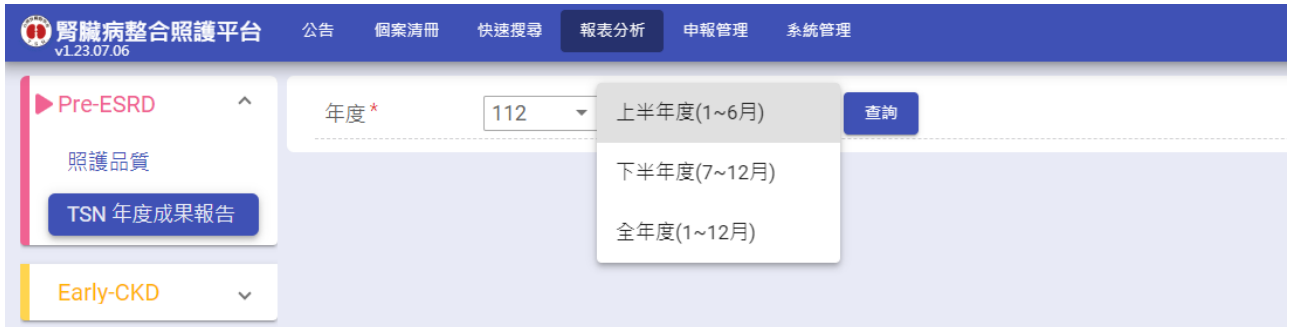 腎臟病整合照護平台
v1.23.07.06
公告 個案清冊 快速搜尋 報表分析 申報管理 系統管理
Pre-ESRD
照護品質
TSN 年度成果報告
Early-CKD
年度* 112 查詢
上半年度(1~6月)
下半年度(7~12月)
全年度(1~12月)